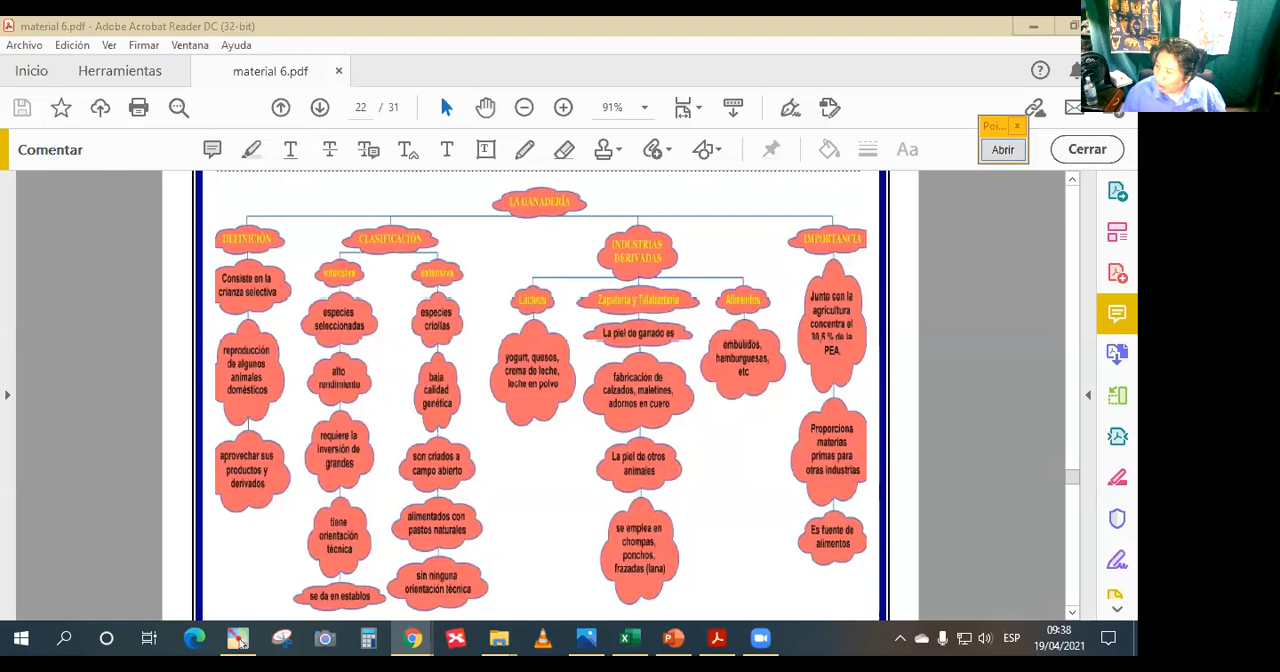 material 6.pdf - Adobe Acrobat Reader DC (32-bit)
Archivo Edición Ver Firmar Ventana Ayuda
Inicio Herramientas material 6.pdf ×
22 / 31 91%
Poi... ×
Comentar Abrir Cerrar
LA GANADERÍA
DEFINICIÓN
Consiste en la
crianza selectiva
reproducción
de algunos
animales
domésticos
aprovechar sus
productos y
derivados
CLASIFICACIÓN
intensiva
especies
seleccionadas
alto
rendimiento
requiere la
inversión de
grandes
tiene
orientación
técnica
se da en establos
extensiva
especies
criollas
baja
calidad
genética
son criados a
campo abierto
alimentados con
pastos naturales
sin ninguna
orientación técnica
INDUSTRIAS
DERIVADAS
Lácteos
yogurt, quesos,
crema de leche,
leche en polvo
Zapatería y Talabartería
La piel de ganado es
fabricación de
calzados, maletines,
adornos en cuero
La piel de otros
animales
se emplea en
chompas,
ponchos,
frazadas (lana)
Alimentos
embutidos,
hamburguesas,
etc
IMPORTANCIA
Junto con la
agricultura
concentra el
30,5 % de la
PEA.
Proporciona
materias
primas para
otras industrias
Es fuente de
alimentos
ESP
09:38
19/04/2021